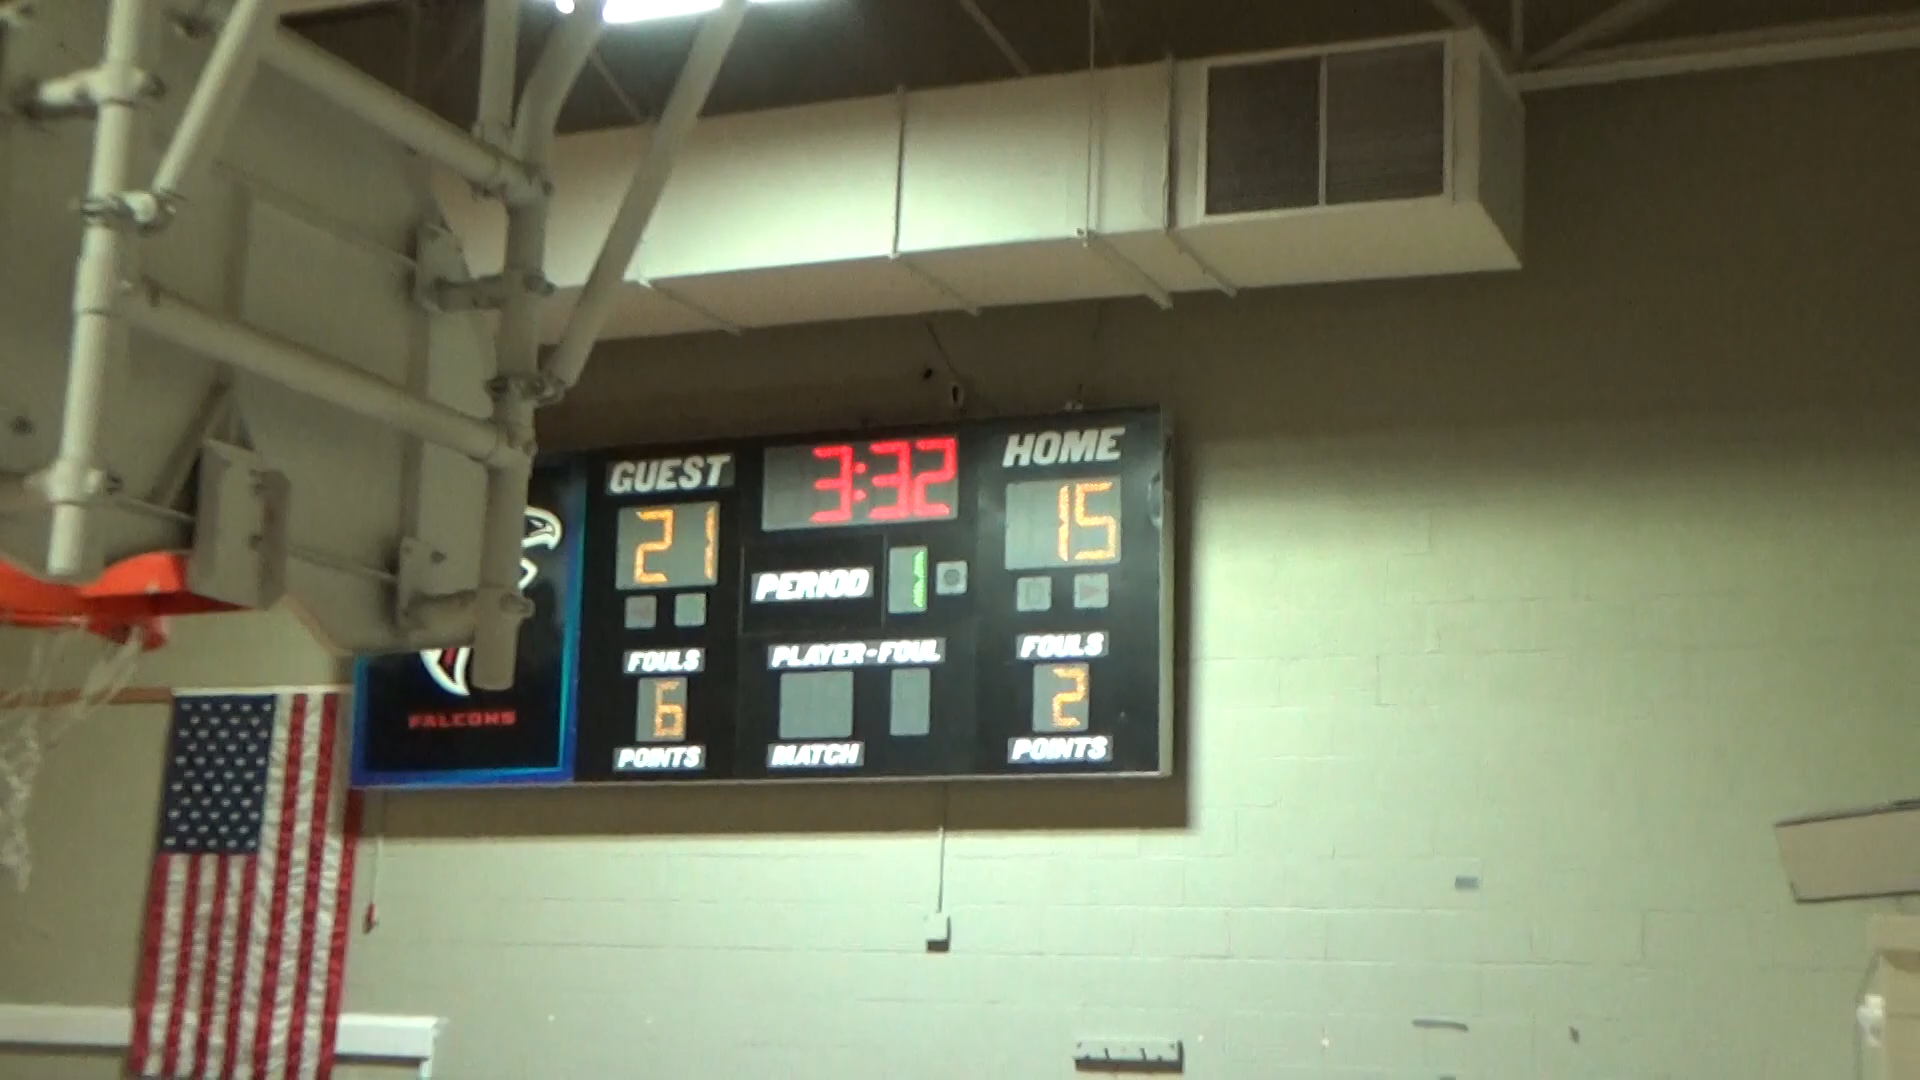 GUEST 3:32 HOME
21 15
PERIOD 1
FOULS PLAYER-FOUL FOULS
6 2
FALCONS
POINTS MATCH POINTS